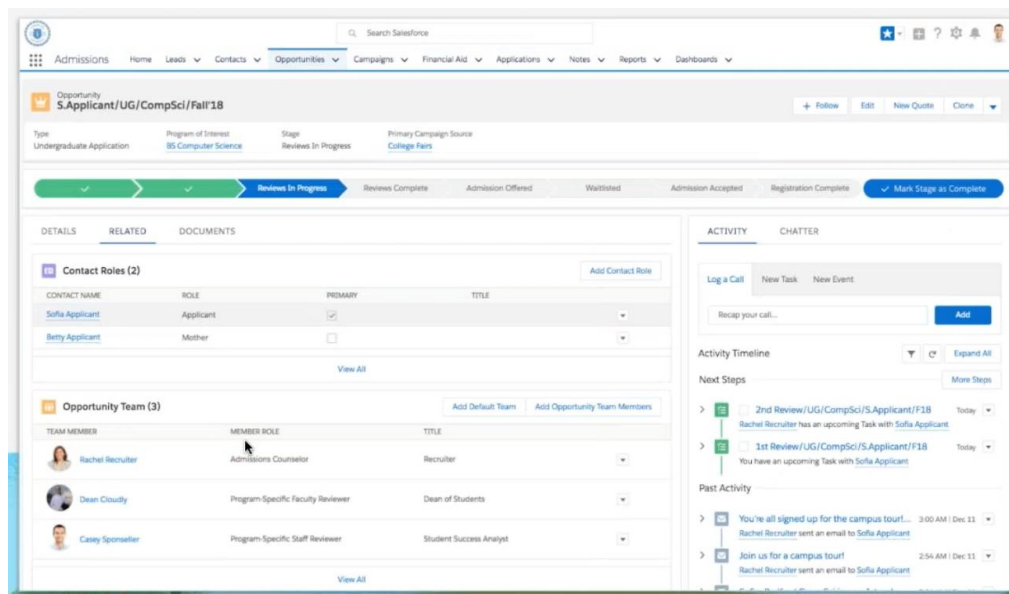 Search Salesforce
Admissions Home Leads Contacts Opportunities Campaigns Financial Aid Applications Notes Reports Dashboards
Opportunity
S.Applicant/UG/CompSci/Fall'18
+ Follow Edit New Quote Clone
Type Program of Interest Stage Primary Campaign Source
Undergraduate Application BS Computer Science Reviews In Progress College Fairs
Reviews In Progress Reviews Complete Admission Offered Waitlisted Admission Accepted Registration Complete Mark Stage as Complete
DETAILS RELATED DOCUMENTS
Contact Roles (2) Add Contact Role
CONTACT NAME ROLE PRIMARY TITLE
Sofia Applicant Applicant
Betty Applicant Mother
View All
Opportunity Team (3) Add Default Team Add Opportunity Team Members
TEAM MEMBER MEMBER ROLE TITLE
Rachel Recruiter Admissions Counselor Recruiter
Dean Cloudly Program-Specific Faculty Reviewer Dean of Students
Casey Sponseller Program-Specific Staff Reviewer Student Success Analyst
View All
ACTIVITY CHATTER
Log a Call New Task New Event
Recap your call... Add
Activity Timeline Expand All
Next Steps More Steps
2nd Review/UG/CompSci/S.Applicant/F18 Today
Rachel Recruiter has an upcoming Task with Sofia Applicant
1st Review/UG/CompSci/S.Applicant/F18 Today
You have an upcoming Task with Sofia Applicant
Past Activity
You're all signed up for the campus tour!... 3:00 AM | Dec 11
Rachel Recruiter sent an email to Sofia Applicant
Join us for a campus tour! 2:54 AM | Dec 11
Rachel Recruiter sent an email to Sofia Applicant